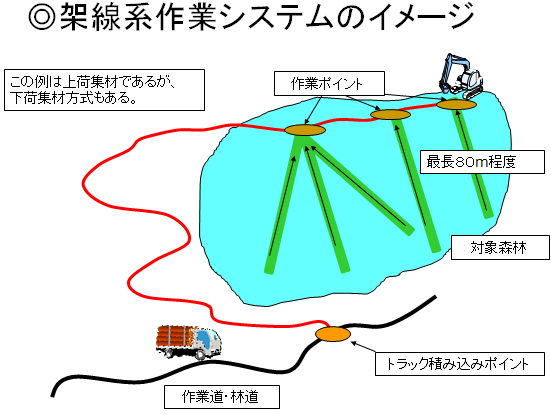 ◎架線系作業システムのイメージ
この例は上荷集材であるが、
下荷集材方式もある。
作業ポイント
最長80m程度
対象森林
トラック積み込みポイント
作業道・林道